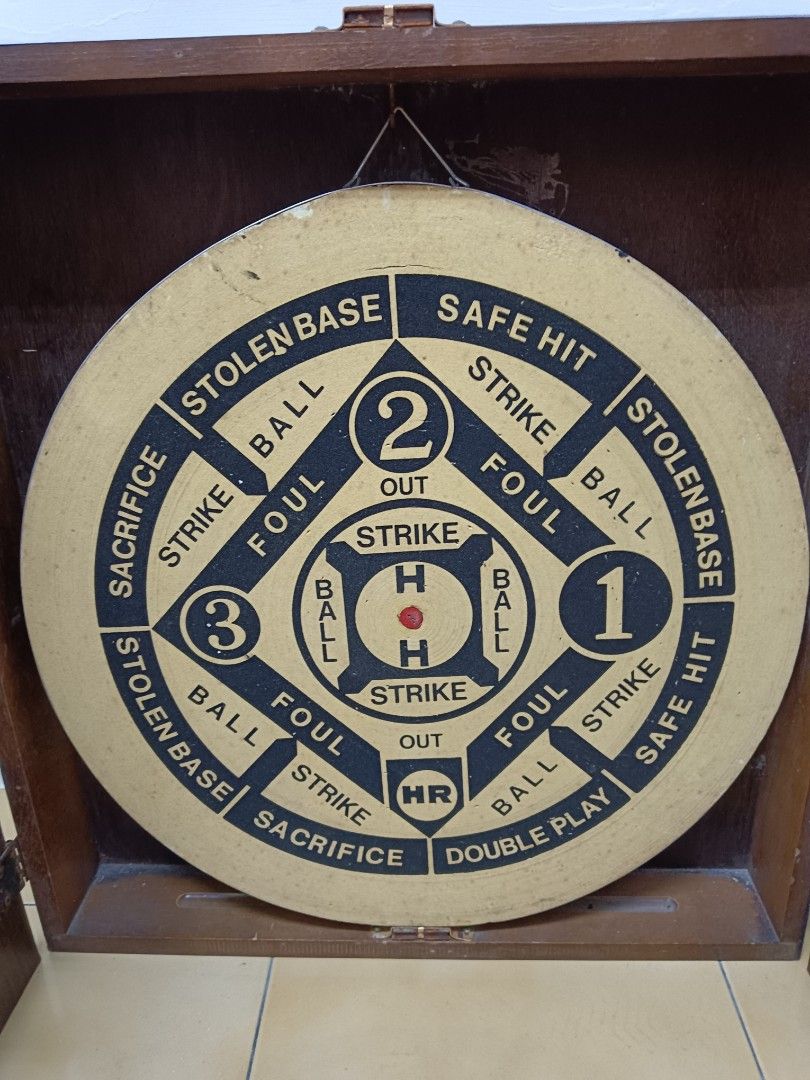 STOLEN BASE
SAFE HIT
STOLEN BASE
SAFE HIT
DOUBLE PLAY
SACRIFICE
STOLEN BASE
SACRIFICE
BALL
STRIKE
BALL
STRIKE
BALL
STRIKE
BALL
STRIKE
2
FOUL
1
FOUL
HR
FOUL
3
FOUL
OUT
STRIKE
BALL
H
H
BALL
STRIKE
OUT